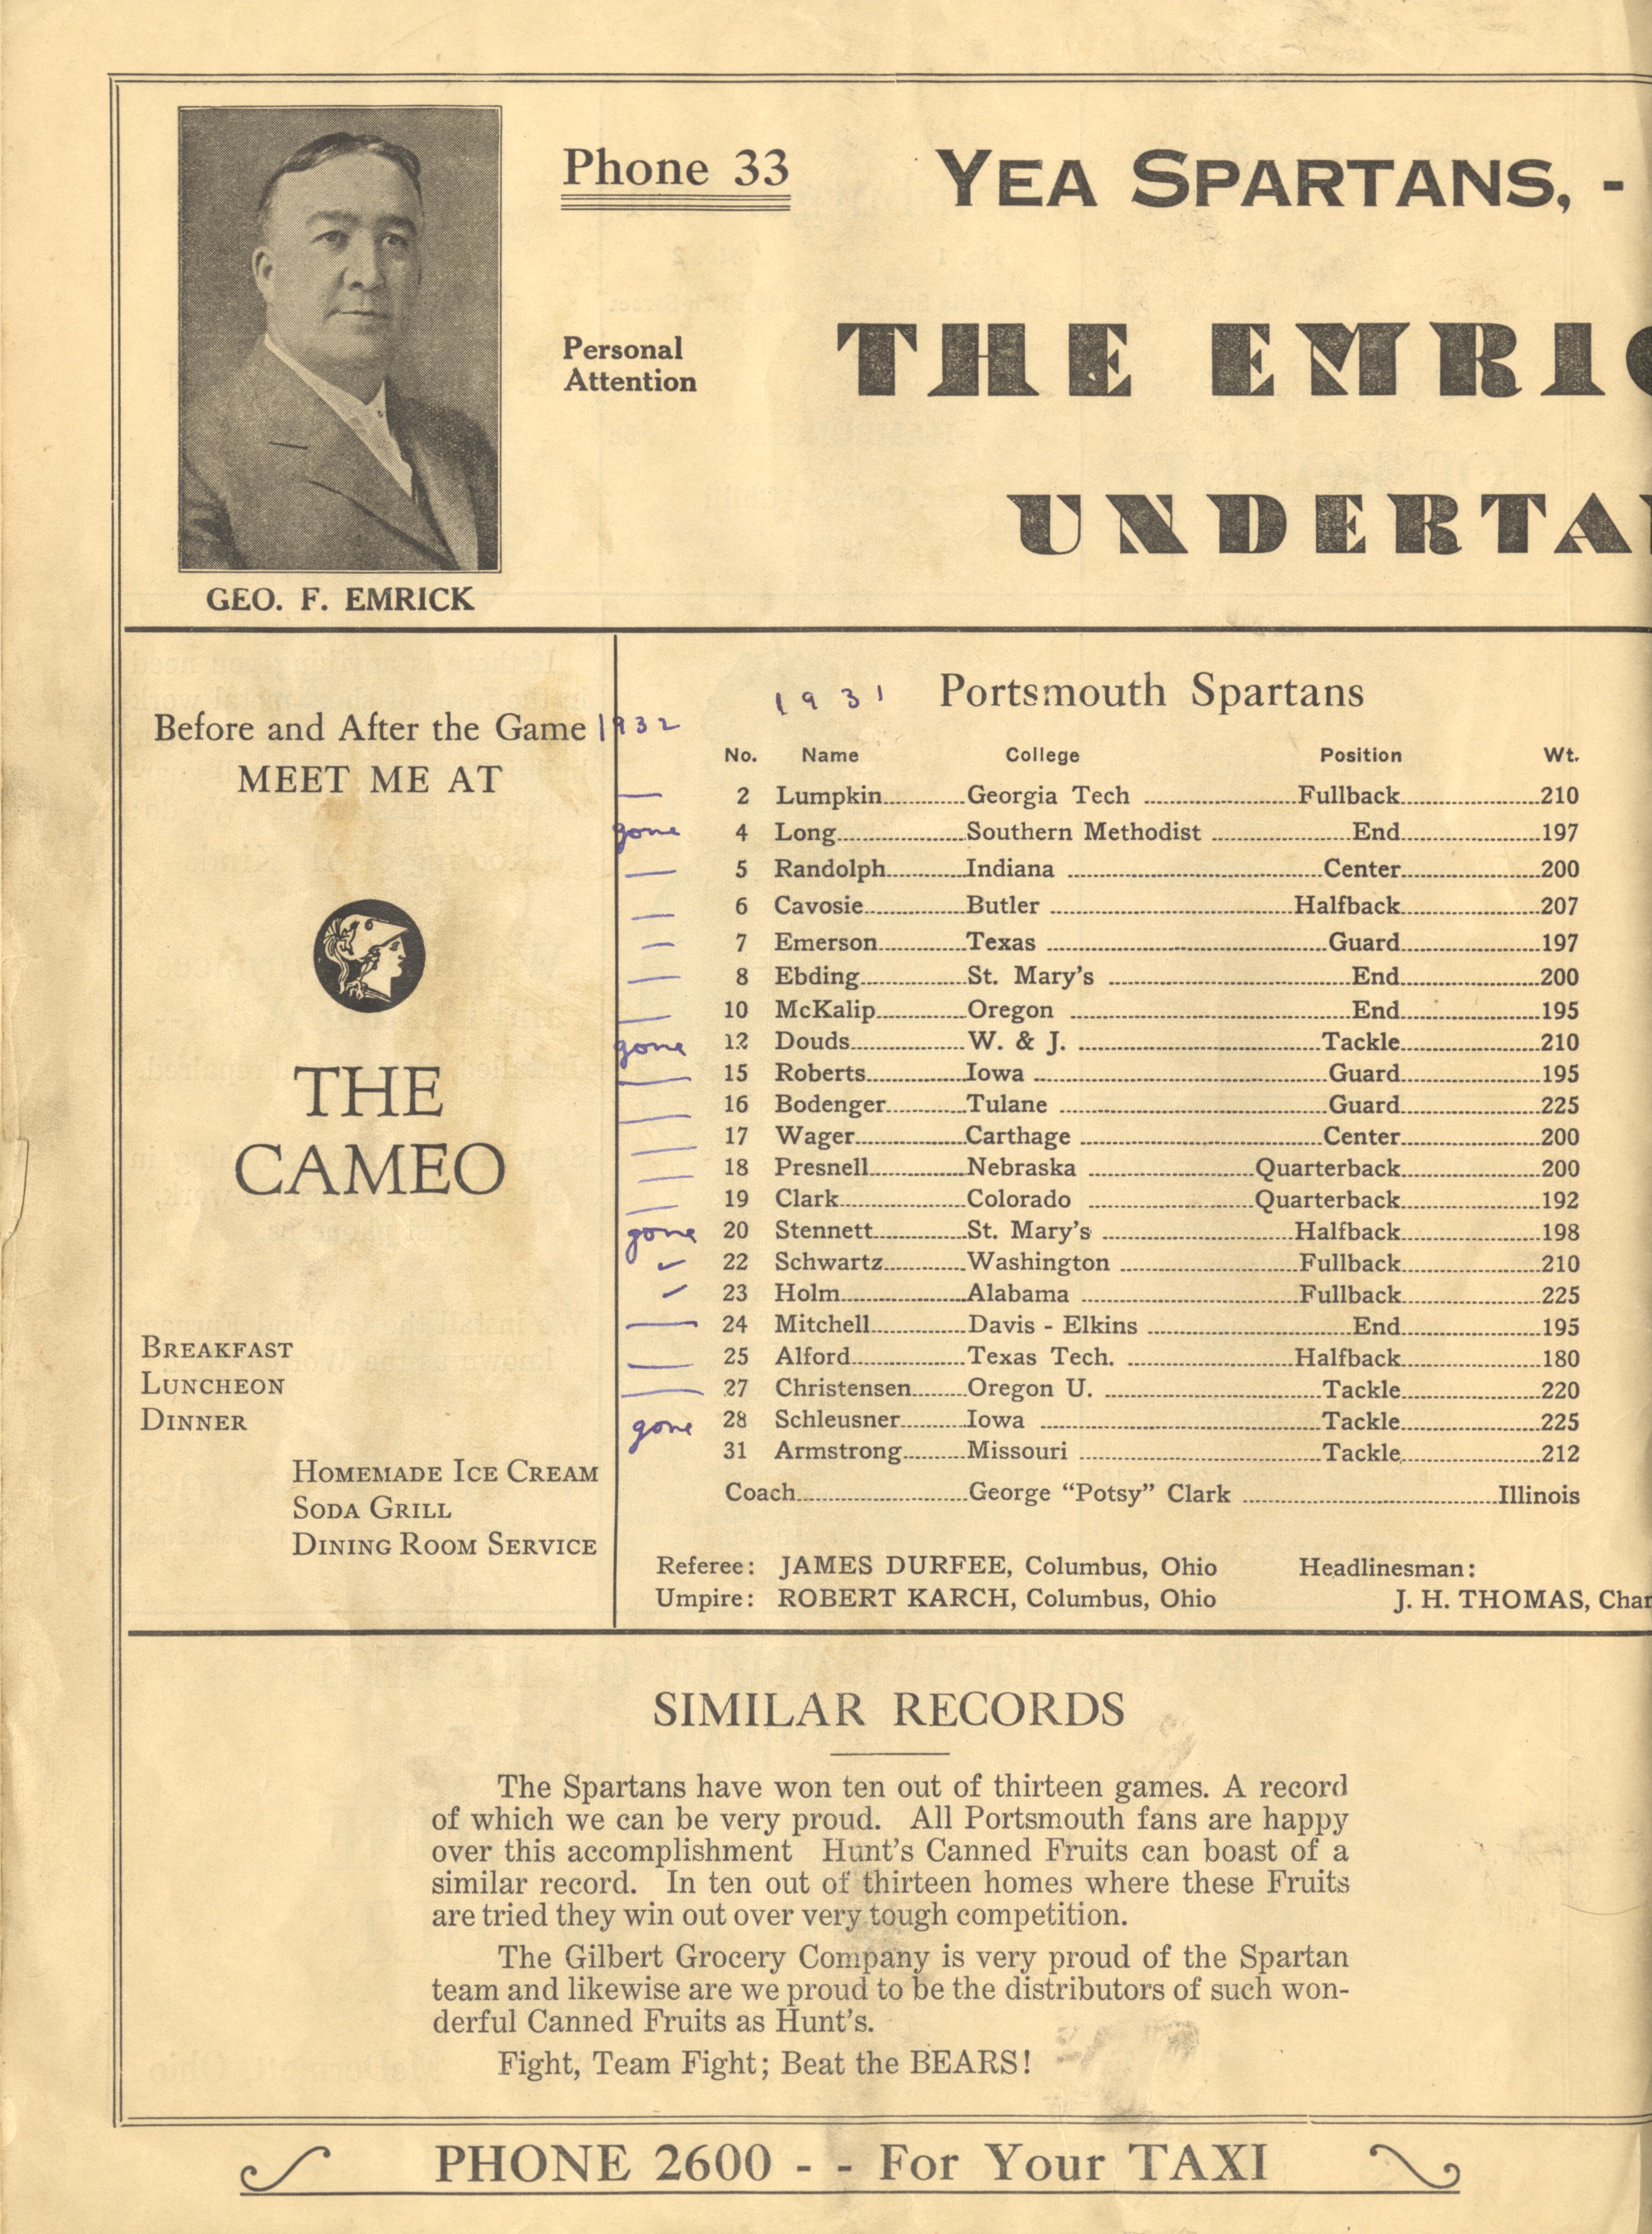 Phone 33
YEA SPARTANS, -
Personal
Attention
THE EMRIC
UNDERTA
GEO. F. EMRICK
Before and After the Game
MEET ME AT
THE
CAMEO
BREAKFAST
LUNCHEON
DINNER
HOMEMADE ICE CREAM
SODA GRILL
DINING ROOM SERVICE
1931 Portsmouth Spartans
1932
No. Name College Position Wt.
— 2 Lumpkin Georgia Tech Fullback 210
gone 4 Long Southern Methodist End 197
— 5 Randolph Indiana Center 200
— 6 Cavosie Butler Halfback 207
— 7 Emerson Texas Guard 197
— 8 Ebding St. Mary's End 200
— 10 McKalip Oregon End 195
gone 12 Douds W. & J. Tackle 210
— 15 Roberts Iowa Guard 195
— 16 Bodenger Tulane Guard 225
— 17 Wager Carthage Center 200
— 18 Presnell Nebraska Quarterback 200
— 19 Clark Colorado Quarterback 192
gone 20 Stennett St. Mary's Halfback 198
✓ 22 Schwartz Washington Fullback 210
✓ 23 Holm Alabama Fullback 225
— 24 Mitchell Davis - Elkins End 195
— 25 Alford Texas Tech. Halfback 180
— 27 Christensen Oregon U. Tackle 220
gone 28 Schleusner Iowa Tackle 225
31 Armstrong Missouri Tackle 212
Coach George “Potsy” Clark Illinois
Referee: JAMES DURFEE, Columbus, Ohio Headlinesman:
Umpire: ROBERT KARCH, Columbus, Ohio J. H. THOMAS, Char
SIMILAR RECORDS
The Spartans have won ten out of thirteen games. A record
of which we can be very proud. All Portsmouth fans are happy
over this accomplishment Hunt's Canned Fruits can boast of a
similar record. In ten out of thirteen homes where these Fruits
are tried they win out over very tough competition.
The Gilbert Grocery Company is very proud of the Spartan
team and likewise are we proud to be the distributors of such won-
derful Canned Fruits as Hunt's.
Fight, Team Fight; Beat the BEARS!
PHONE 2600 - - For Your TAXI